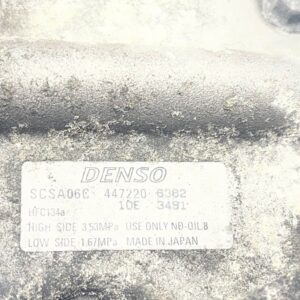 DENSO
SCSA06C 447220-6362
10E 3491
HFC134a
HIGH SIDE 3.53MPa USE ONLY ND-OIL8
LOW SIDE 1.67MPa MADE IN JAPAN